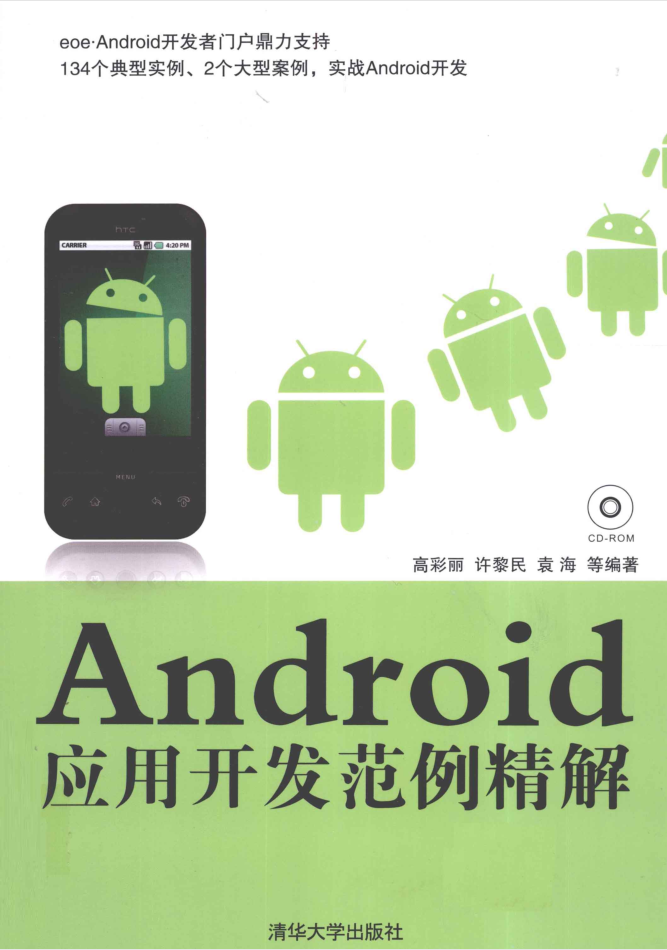 eoe·Android开发者门户鼎力支持
134个典型实例、2个大型案例，实战Android开发
hTC
CARRIER 4:20 PM
MENU
CD-ROM
高彩丽 许黎民 袁海 等编著
Android
应用开发范例精解
清华大学出版社